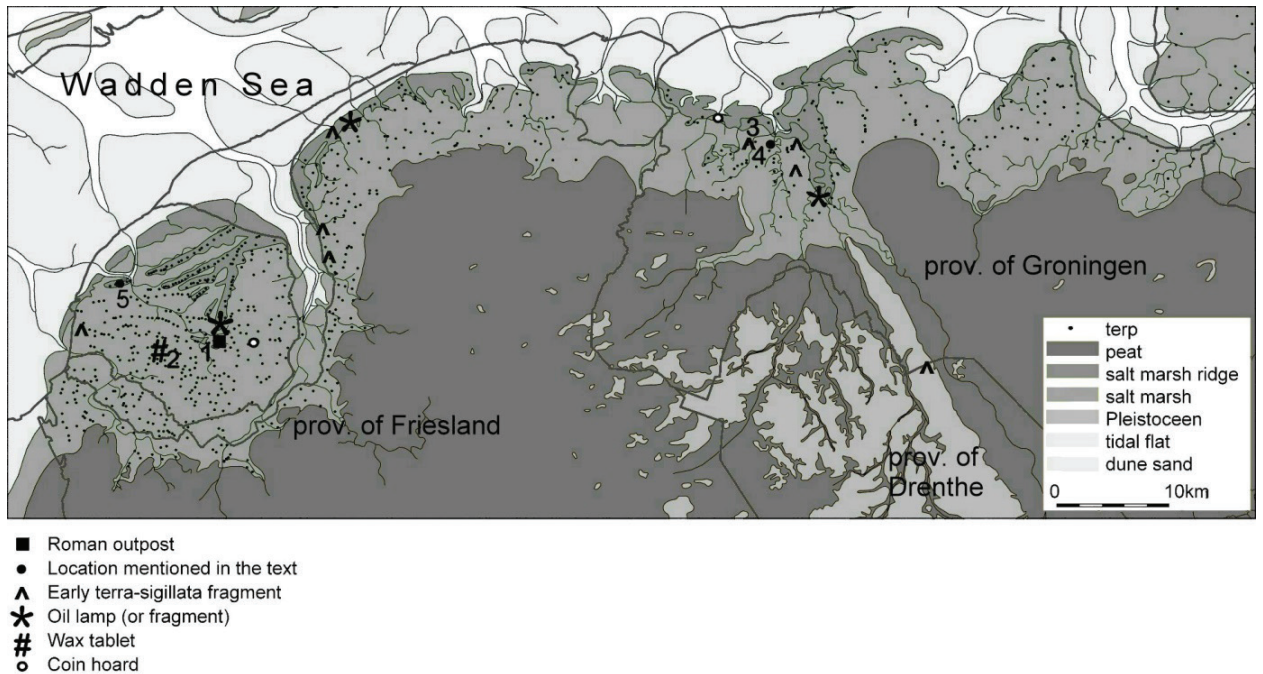 Wadden Sea
3
4
5
1
2
prov. of Groningen
prov. of Friesland
prov. of
Drenthe
terp
peat
salt marsh ridge
salt marsh
Pleistoceen
tidal flat
dune sand
0 10km
Roman outpost
Location mentioned in the text
Early terra-sigillata fragment
Oil lamp (or fragment)
Wax tablet
Coin hoard